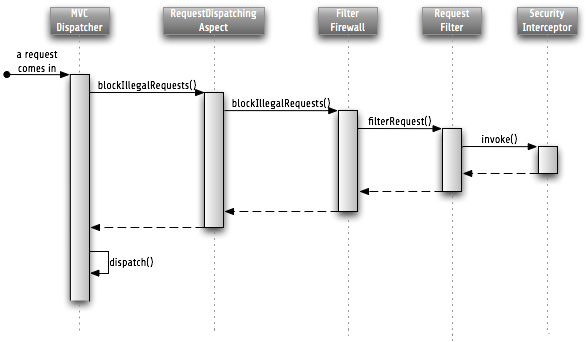 MVC
Dispatcher
RequestDispatching
Aspect
Filter
Firewall
Request
Filter
Security
Interceptor
a request
comes in
blockIllegalRequests()
blockIllegalRequests()
filterRequest()
invoke()
dispatch()